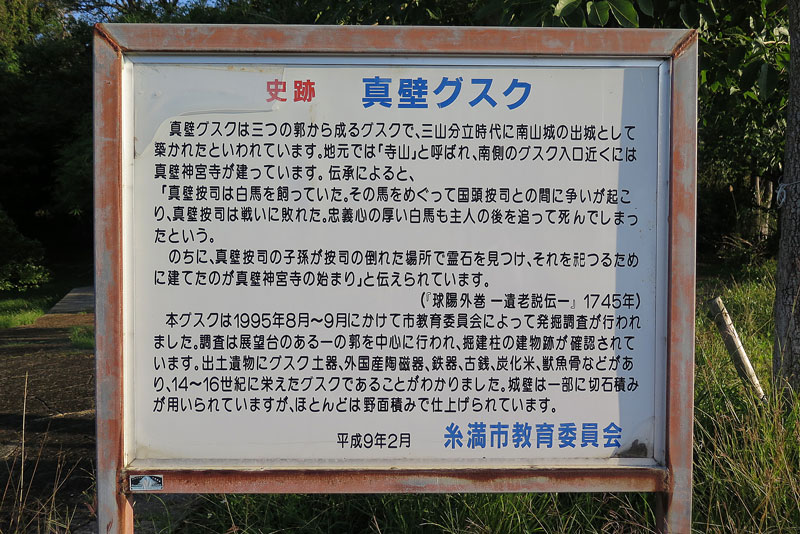 史跡 真壁グスク
真壁グスクは三つの郭から成るグスクで、三山分立時代に南山城の出城として
築かれたといわれています。地元では「寺山」と呼ばれ、南側のグスク入口近くには
真壁神宮寺が建っています。伝承によると、
「真壁按司は白馬を飼っていた。その馬をめぐって国頭按司との間に争いが起こ
り、真壁按司は戦いに敗れた。忠義心の厚い白馬も主人の後を追って死んでしまっ
たという。
のちに、真壁按司の子孫が按司の倒れた場所で霊石を見つけ、それを祀つるため
に建てたのが真壁神宮寺の始まり」と伝えられています。
(『球陽外巻 ー遺老説伝ー』 1745年)
本グスクは1995年8月〜9月にかけて市教育委員会によって発掘調査が行われ
ました。調査は展望台のある一の郭を中心に行われ、掘建柱の建物跡が確認されて
います。出土遺物にグスク土器、外国産陶磁器、鉄器、古銭、炭化米、獣魚骨などがあ
り、14〜16世紀に栄えたグスクであることがわかりました。城壁は一部に切石積み
が用いられていますが、ほとんどは野面積みで仕上げられています。
平成9年2月 糸満市教育委員会